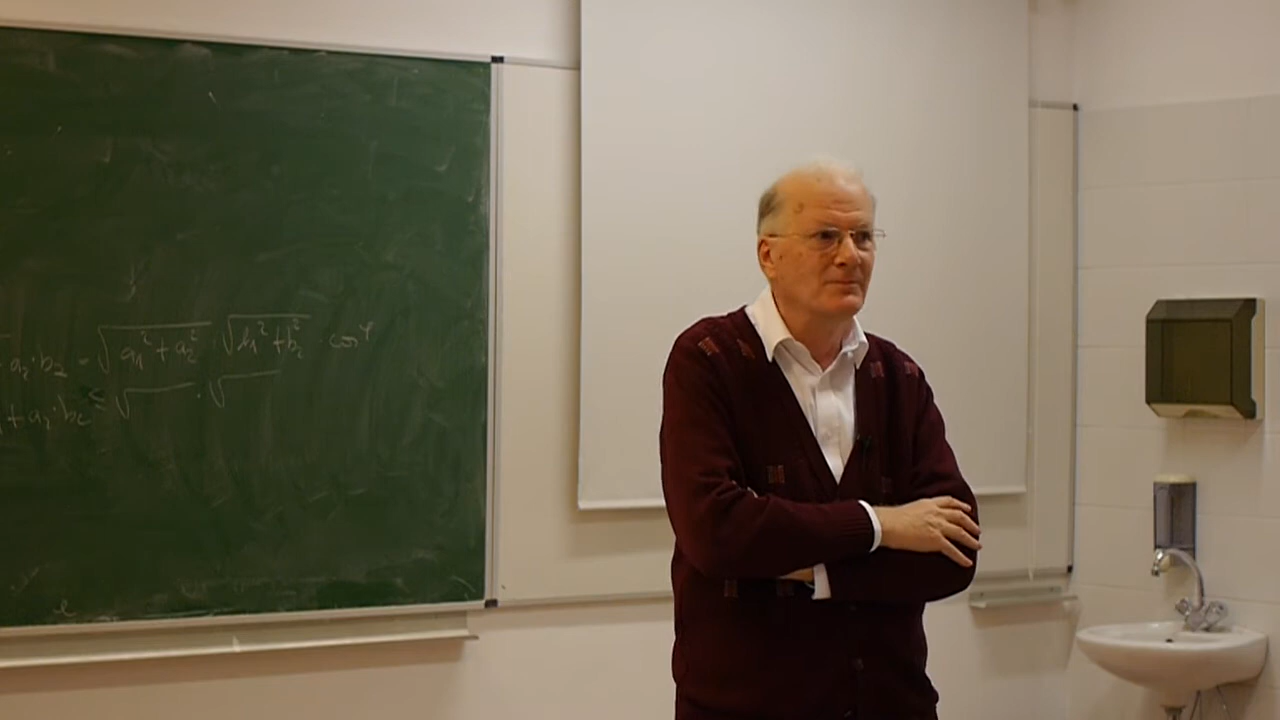 a₂·b₂ = √(a₁² + a₂²) · √(b₁² + b₂²) · cos φ
+ a₂·b₂ ≤ √ · √